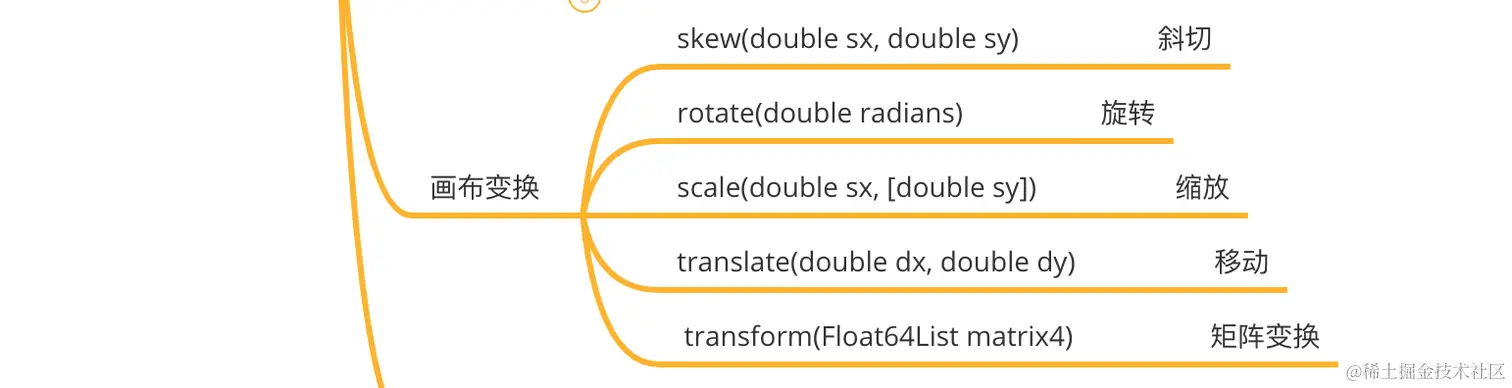 skew(double sx, double sy) 斜切
rotate(double radians) 旋转
画布变换
scale(double sx, [double sy]) 缩放
translate(double dx, double dy) 移动
transform(Float64List matrix4) 矩阵变换
@稀土掘金技术社区